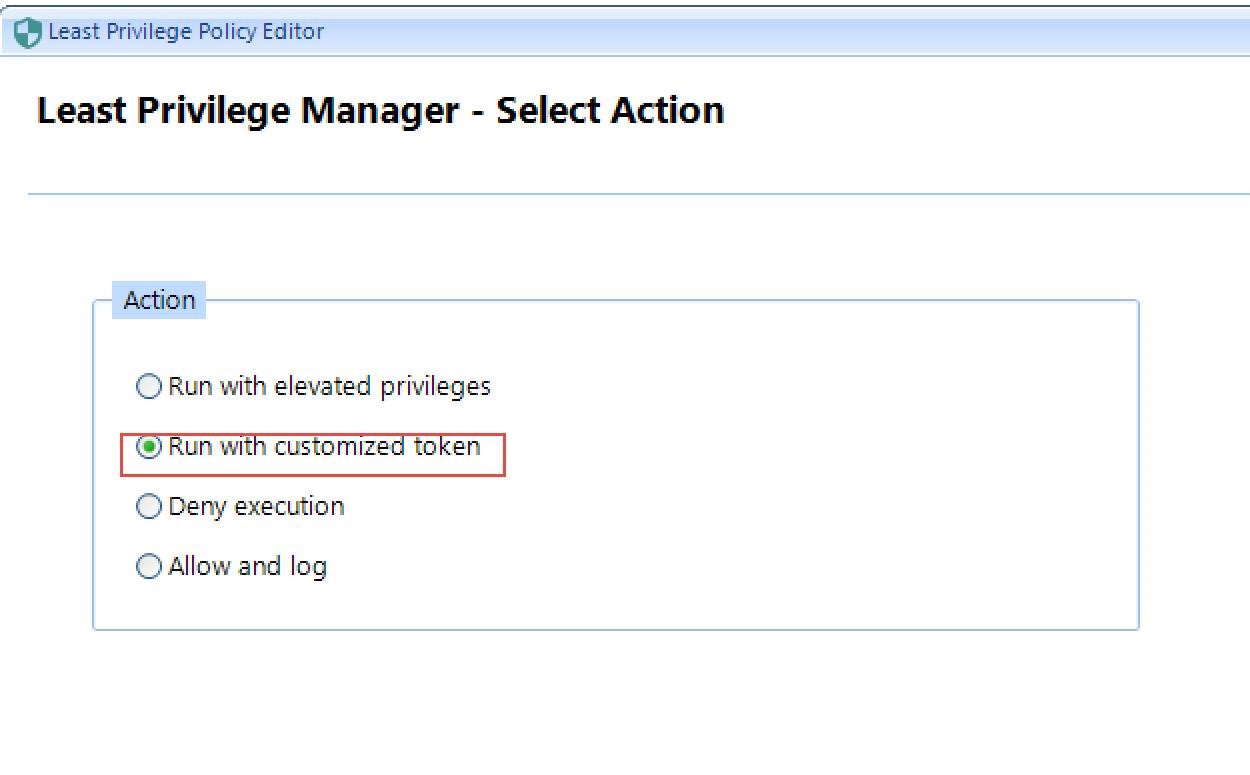 Least Privilege Policy Editor
Least Privilege Manager - Select Action
Action
Run with elevated privileges
Run with customized token
Deny execution
Allow and log